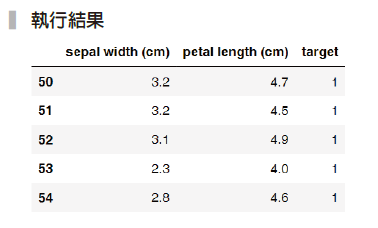 執行結果
sepal width (cm) petal length (cm) target
50 3.2 4.7 1
51 3.2 4.5 1
52 3.1 4.9 1
53 2.3 4.0 1
54 2.8 4.6 1